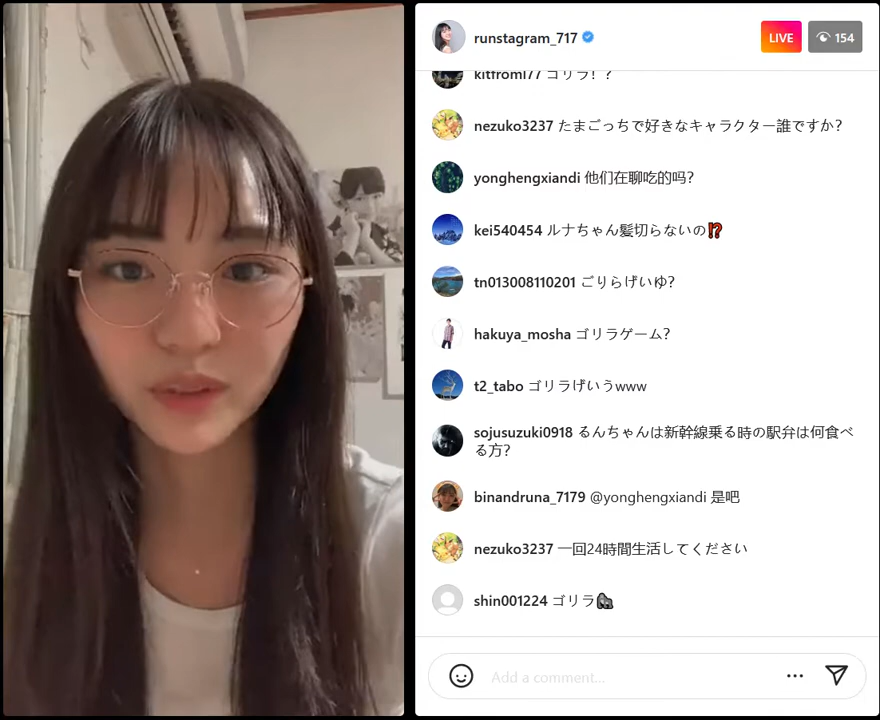 runstagram_717
LIVE
154
kitfrom177 ゴリラ！？
nezuko3237 たまごっちで好きなキャラクター誰ですか?
yonghengxiandi 他们在聊吃的吗?
kei540454 ルナちゃん髪切らないの⁉️
tn013008110201 ごりらげいゆ?
hakuya_mosha ゴリラゲーム?
t2_tabo ゴリラげいうwww
sojusuzuki0918 るんちゃんは新幹線乗る時の駅弁は何食べ
る方?
binandruna_7179 @yonghengxiandi 是吧
nezuko3237 一回24時間生活してください
shin001224 ゴリラ🦍
Add a comment...